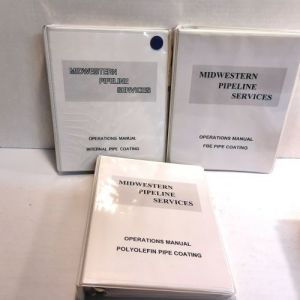 MIDWESTERN
PIPELINE
SERVICES
OPERATIONS MANUAL
INTERNAL PIPE COATING
MIDWESTERN
PIPELINE
SERVICES
OPERATIONS MANUAL
FBE PIPE COATING
MIDWESTERN
PIPELINE
SERVICES
OPERATIONS MANUAL
POLYOLEFIN PIPE COATING